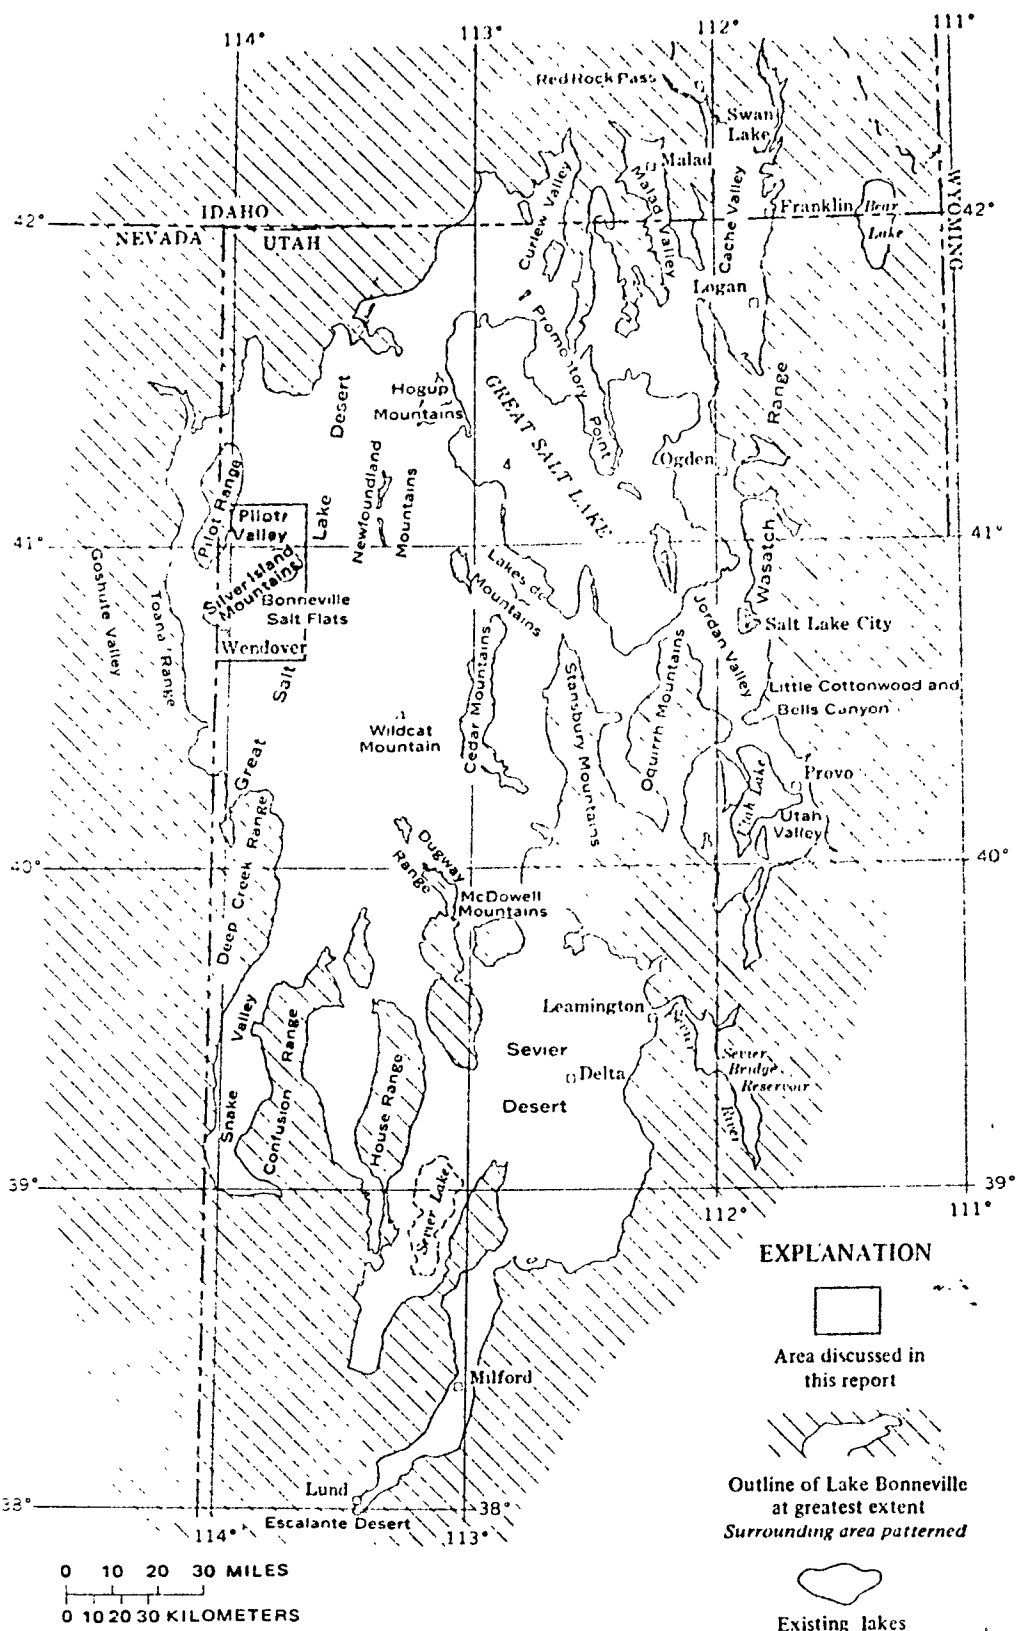 114°
113°
112°
111°
Red Rock Pass
Swan
Lake
Malad
Curlew Valley
Malad Valley
Cache Valley
Franklin
Bear
Lake
WYOMING
42°
IDAHO
42°
NEVADA
UTAH
Logan
Promontory Point
Hogup
Mountains
Desert
GREAT SALT LAKE
Range
Ogden
Newfoundland
Mountains
Lake
Pilot Range
Pilot
Valley
41°
41°
Silver Island
Mountains
Bonneville
Salt Flats
Wendover
Goshute Valley
Toana Range
Lakeside
Mountains
Wasatch
Jordan Valley
Salt Lake City
Salt
Cedar Mountains
Stansbury Mountains
Oquirrh Mountains
Little Cottonwood and
Bells Canyon
Wildcat
Mountain
Great
Utah Lake
Provo
Utah
Valley
40°
40°
Deep Creek Range
Dugway
Range
McDowell
Mountains
Leamington
River
Valley
Range
Sevier
Delta
Desert
Sevier
Bridge
Reservoir
River
Snake
Confusion
House Range
Sevier Lake
39°
39°
112°
111°
Milford
Lund
38°
38°
Escalante Desert
114°
113°
0 10 20 30 MILES
0 10 20 30 KILOMETERS
EXPLANATION
Area discussed in
this report
Outline of Lake Bonneville
at greatest extent
Surrounding area patterned
Existing lakes